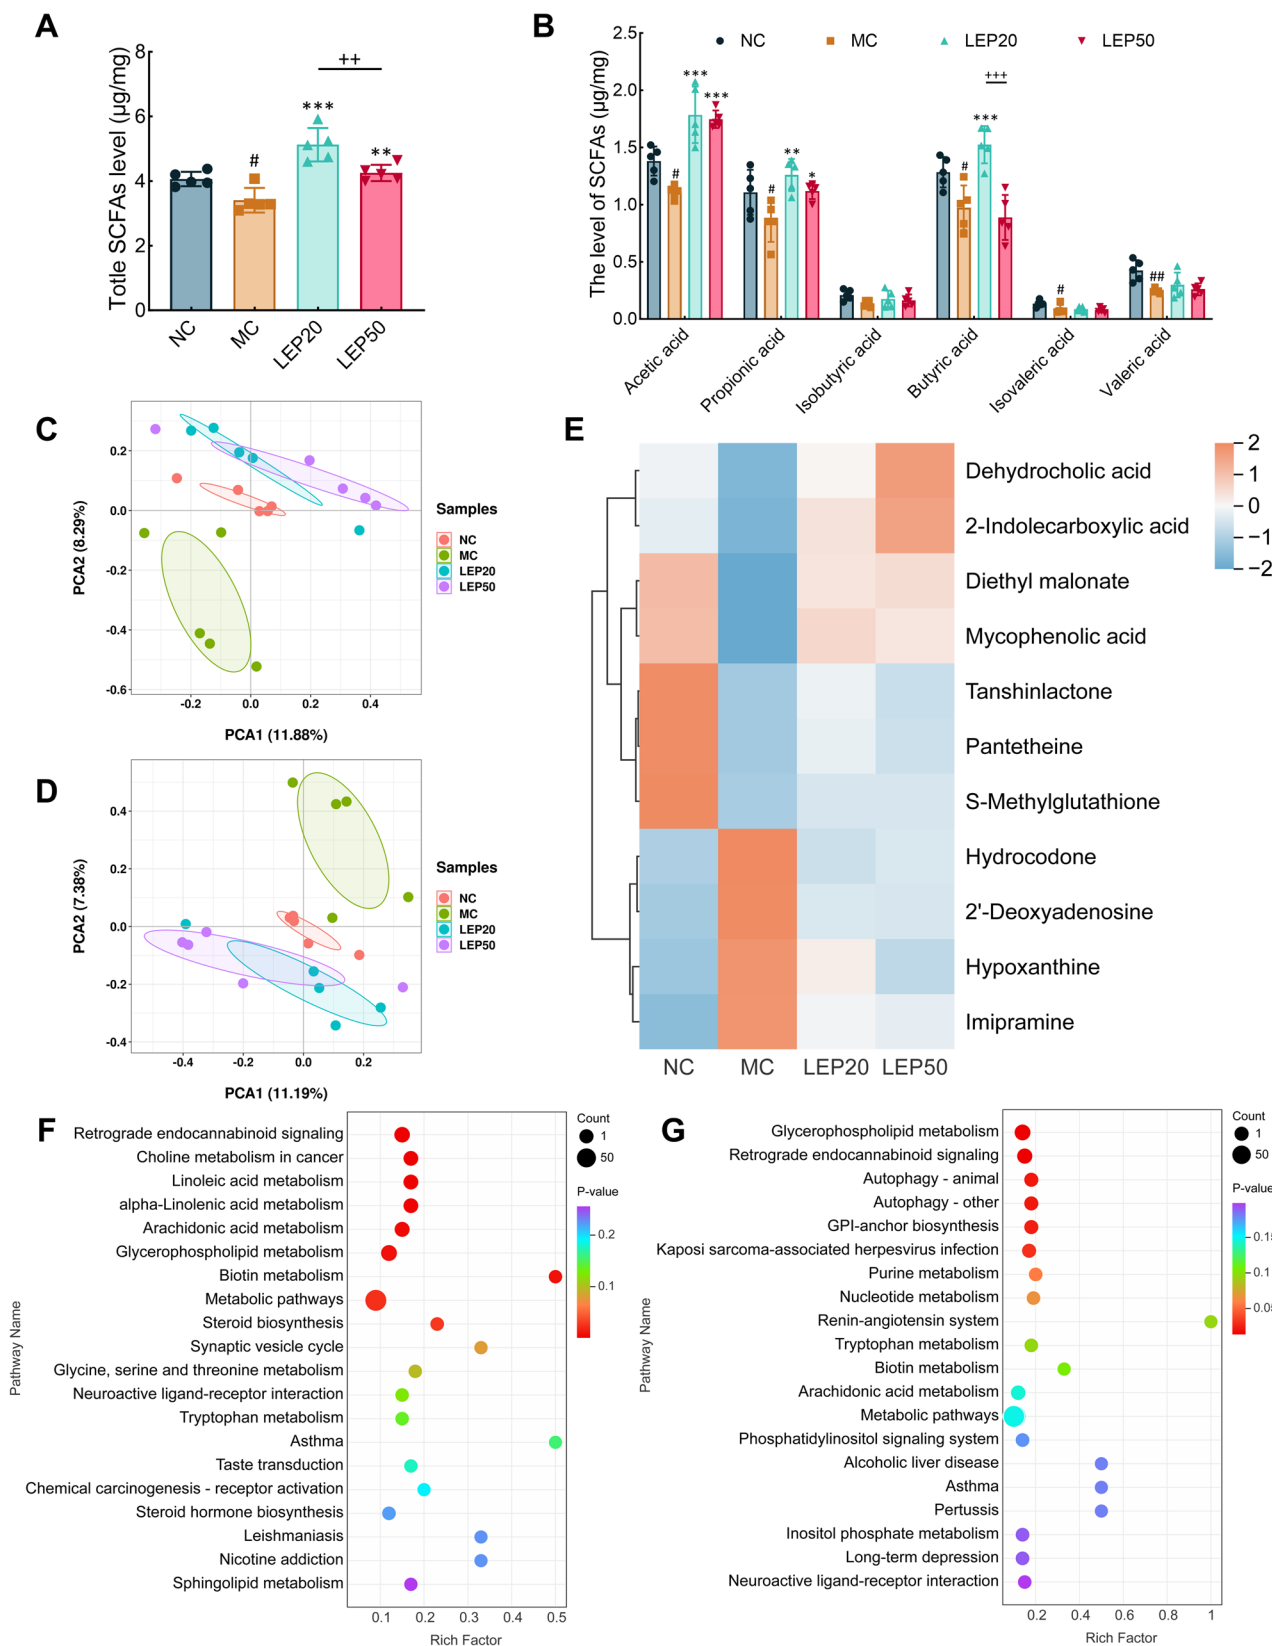 A
Totle SCFAs level (μg/mg)
8
6
4
2
0
#
***
**
++
NC
MC
LEP20
LEP50
B
The level of SCFAs (μg/mg)
2.5
2.0
1.5
1.0
0.5
0.0
NC
MC
LEP20
LEP50
#
***
***
#
**
*
#
***
+++
#
##
Acetic acid
Propionic acid
Isobutyric acid
Butyric acid
Isovaleric acid
Valeric acid
C
PCA2 (8.29%)
0.2
0.0
-0.2
-0.4
-0.6
-0.2
0.0
0.2
0.4
PCA1 (11.88%)
Samples
NC
MC
LEP20
LEP50
D
PCA2 (7.38%)
0.4
0.2
0.0
-0.2
-0.4
-0.4
-0.2
0.0
0.2
PCA1 (11.19%)
Samples
NC
MC
LEP20
LEP50
E
Dehydrocholic acid
2-Indolecarboxylic acid
Diethyl malonate
Mycophenolic acid
Tanshinlactone
Pantetheine
S-Methylglutathione
Hydrocodone
2'-Deoxyadenosine
Hypoxanthine
Imipramine
NC
MC
LEP20
LEP50
2
1
0
−1
−2
F
Pathway Name
Retrograde endocannabinoid signaling
Choline metabolism in cancer
Linoleic acid metabolism
alpha-Linolenic acid metabolism
Arachidonic acid metabolism
Glycerophospholipid metabolism
Biotin metabolism
Metabolic pathways
Steroid biosynthesis
Synaptic vesicle cycle
Glycine, serine and threonine metabolism
Neuroactive ligand-receptor interaction
Tryptophan metabolism
Asthma
Taste transduction
Chemical carcinogenesis - receptor activation
Steroid hormone biosynthesis
Leishmaniasis
Nicotine addiction
Sphingolipid metabolism
0.1
0.2
0.3
0.4
0.5
Rich Factor
Count
1
50
P-value
0.2
0.1
G
Pathway Name
Glycerophospholipid metabolism
Retrograde endocannabinoid signaling
Autophagy - animal
Autophagy - other
GPI-anchor biosynthesis
Kaposi sarcoma-associated herpesvirus infection
Purine metabolism
Nucleotide metabolism
Renin-angiotensin system
Tryptophan metabolism
Biotin metabolism
Arachidonic acid metabolism
Metabolic pathways
Phosphatidylinositol signaling system
Alcoholic liver disease
Asthma
Pertussis
Inositol phosphate metabolism
Long-term depression
Neuroactive ligand-receptor interaction
0.2
0.4
0.6
0.8
1
Rich Factor
Count
1
50
P-value
0.15
0.1
0.05